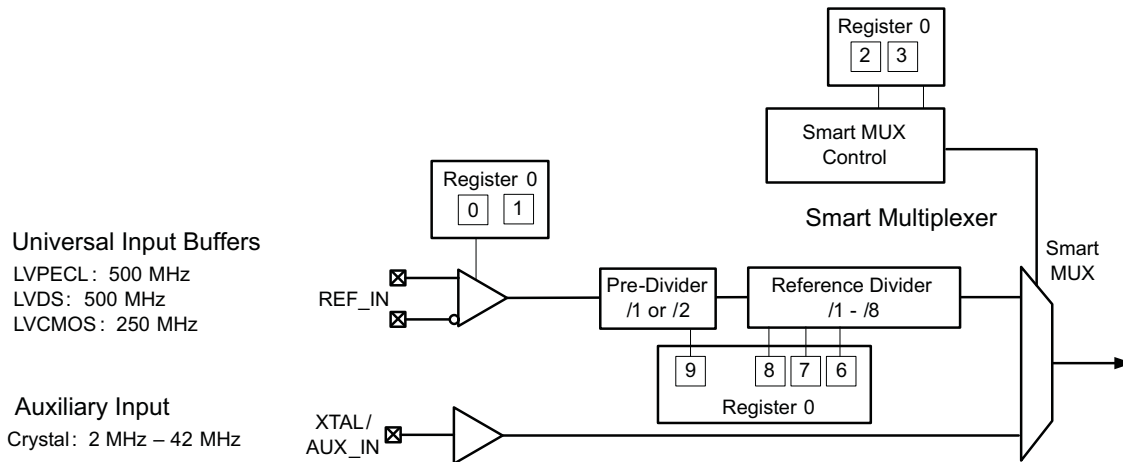 Register 0
2 3
Smart MUX
Control
Register 0
0 1
Smart Multiplexer
Universal Input Buffers
LVPECL: 500 MHz
LVDS: 500 MHz
LVCMOS: 250 MHz
REF_IN
Pre-Divider
/1 or /2
Reference Divider
/1 - /8
Smart
MUX
9 8 7 6
Register 0
Auxiliary Input
Crystal: 2 MHz – 42 MHz
XTAL/
AUX_IN